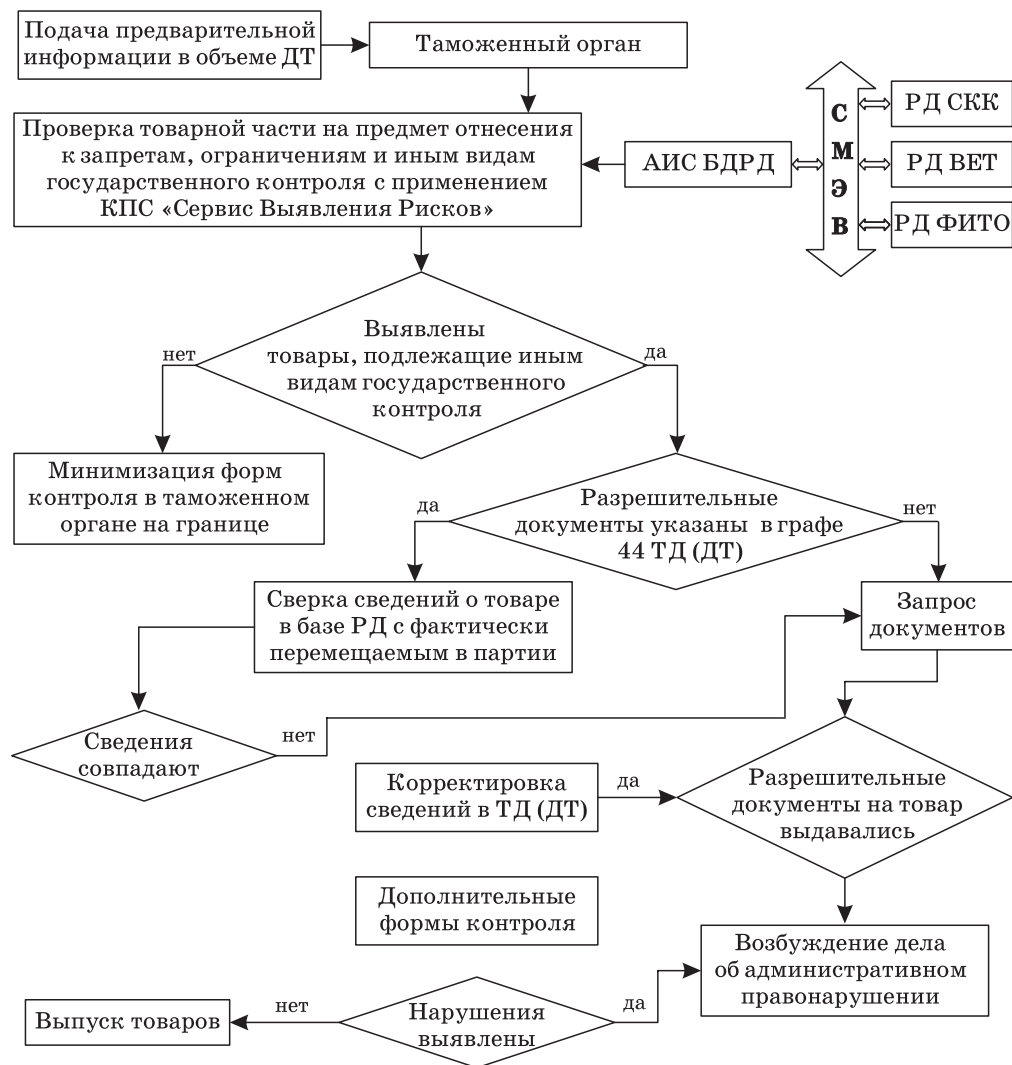 Подача предварительной
информации в объеме ДТ
Таможенный орган
Проверка товарной части на предмет отнесения
к запретам, ограничениям и иным видам
государственного контроля с применением
КПС «Сервис Выявления Рисков»
АИС БДРД
С
М
Э
В
РД СКК
РД ВЕТ
РД ФИТО
Выявлены
товары, подлежащие иным
видам государственного
контроля
нет
да
Минимизация форм
контроля в таможенном
органе на границе
Разрешительные
документы указаны в графе
44 ТД (ДТ)
да
нет
Сверка сведений о товаре
в базе РД с фактически
перемещаемым в партии
Запрос
документов
Сведения
совпадают
нет
Корректировка
сведений в ТД (ДТ)
да
Разрешительные
документы на товар
выдавались
Дополнительные
формы контроля
Возбуждение дела
об административном
правонарушении
Выпуск товаров
нет
Нарушения
выявлены
да